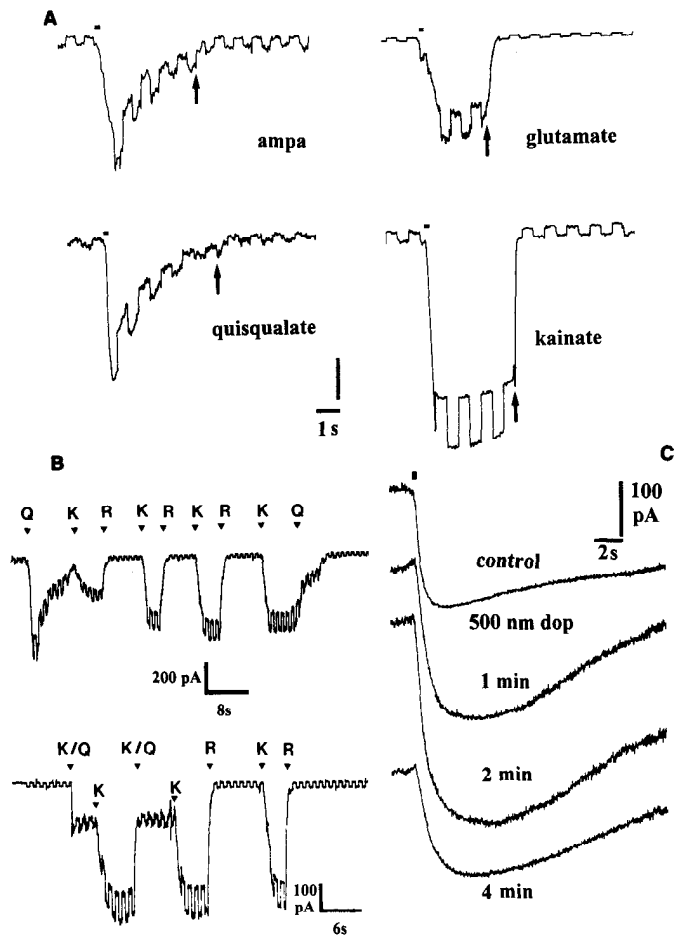 A
ampa
glutamate
quisqualate
kainate
1 s
B
C
Q K R K R K R K Q
200 pA
8s
K/Q K/Q R K R
K K
100
pA
6s
100
pA
2s
control
500 nm dop
1 min
2 min
4 min